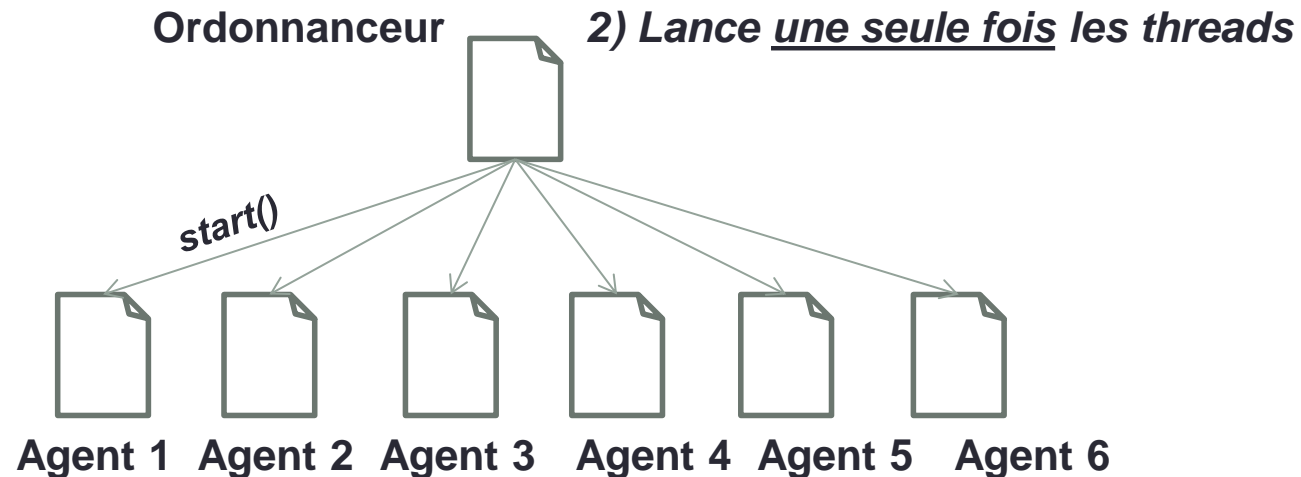 Ordonnanceur
2) Lance une seule fois les threads
start()
Agent 1 Agent 2 Agent 3 Agent 4 Agent 5 Agent 6